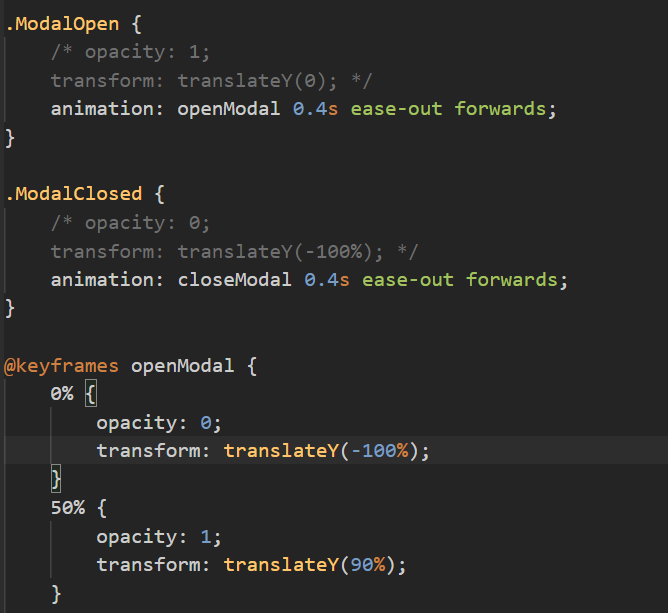 .ModalOpen {
    /* opacity: 1;
    transform: translateY(0); */
    animation: openModal 0.4s ease-out forwards;
}

.ModalClosed {
    /* opacity: 0;
    transform: translateY(-100%); */
    animation: closeModal 0.4s ease-out forwards;
}

@keyframes openModal {
    0% {
        opacity: 0;
        transform: translateY(-100%);
    }
    50% {
        opacity: 1;
        transform: translateY(90%);
    }